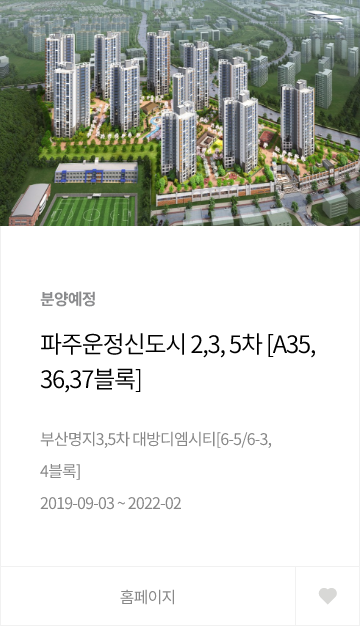 분양예정
파주운정신도시 2,3, 5차 [A35,
36,37블록]
부산명지3,5차 대방디엠시티[6-5/6-3,
4블록]
2019-09-03 ~ 2022-02
홈페이지